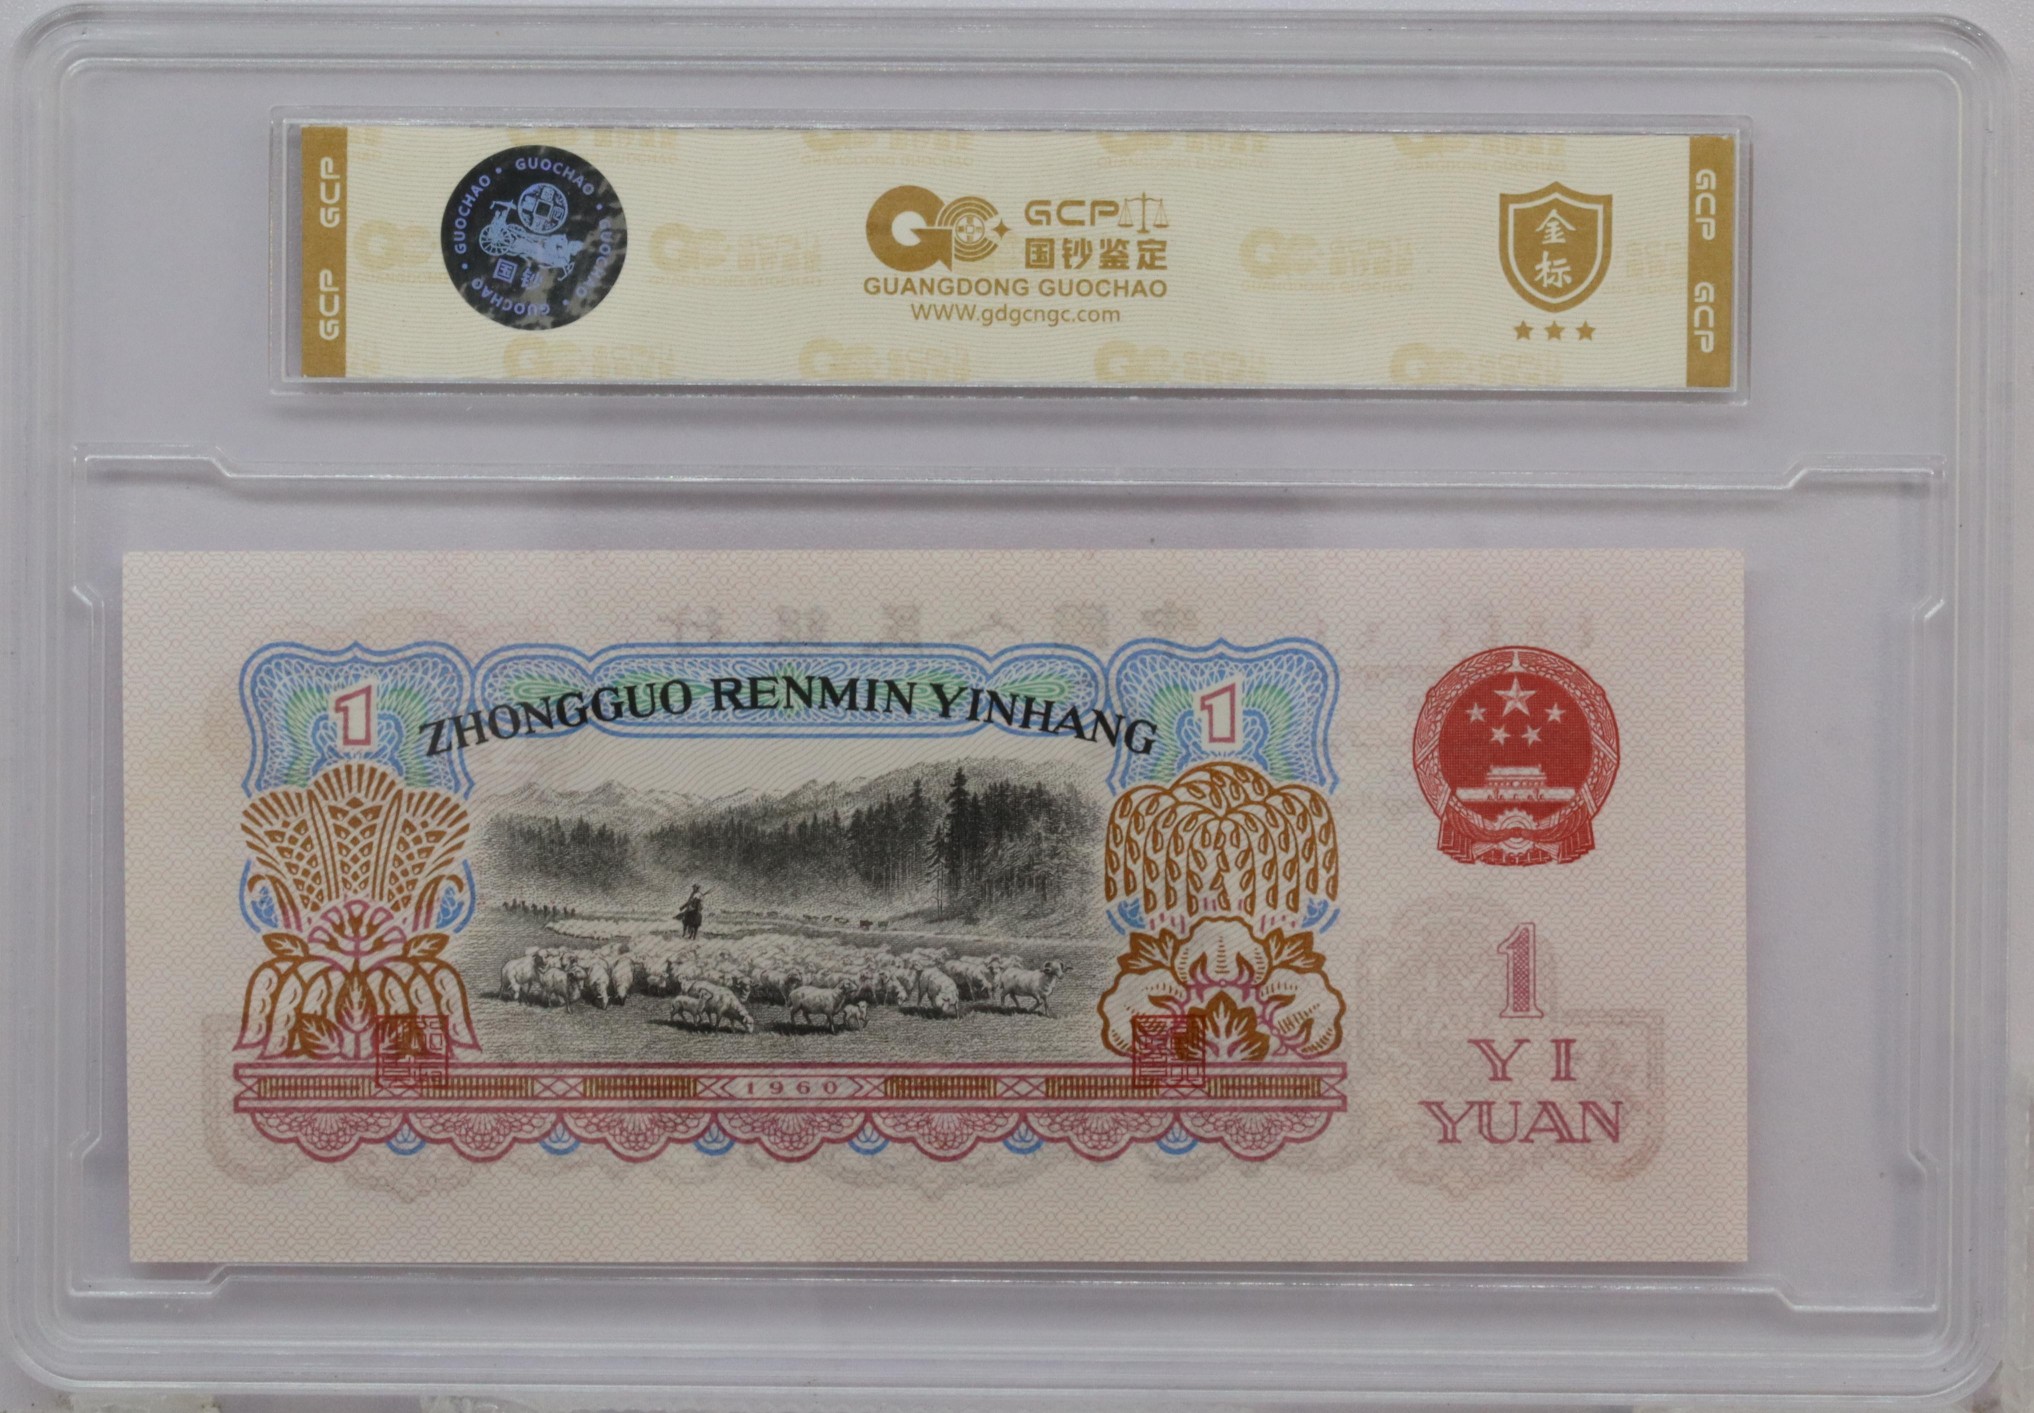 GCP GCP
GUOCHAO • GUOCHAO • GUOCHAO • GUOCHAO • GUOCHAO
国钞
GCP
国钞鉴定
GUANGDONG GUOCHAO
WWW.gdgcngc.com
金
标
GCP GCP
1
ZHONGGUO RENMIN YINHANG
1
1
YI
YUAN
1960